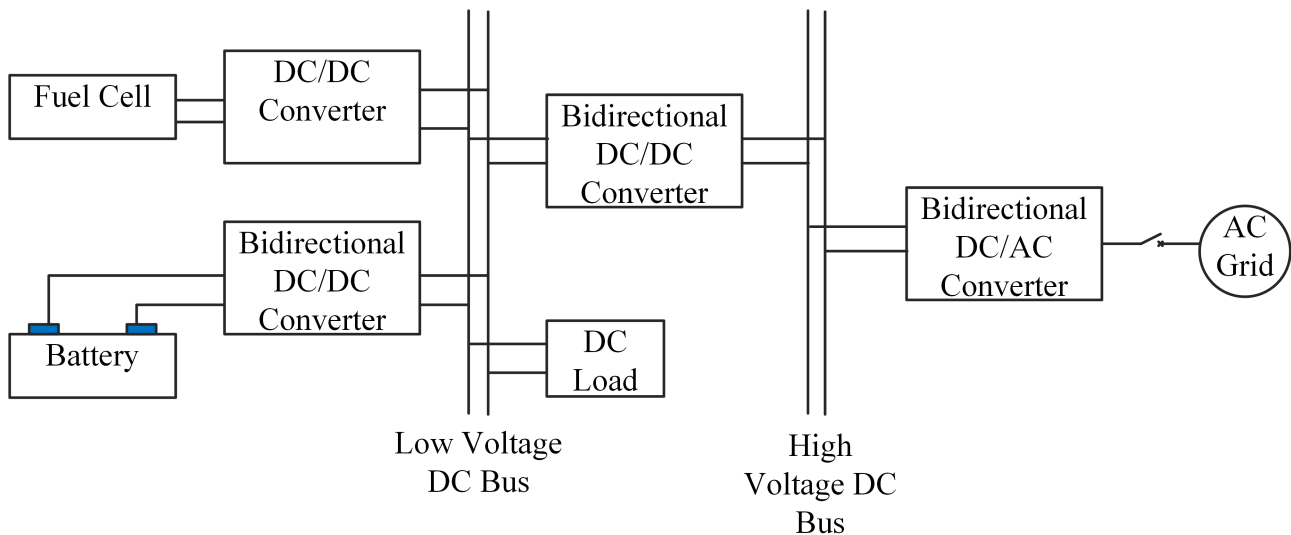 Fuel Cell
DC/DC
Converter
Bidirectional
DC/DC
Converter
Battery
DC
Load
Low Voltage
DC Bus
Bidirectional
DC/DC
Converter
High
Voltage DC
Bus
Bidirectional
DC/AC
Converter
AC
Grid